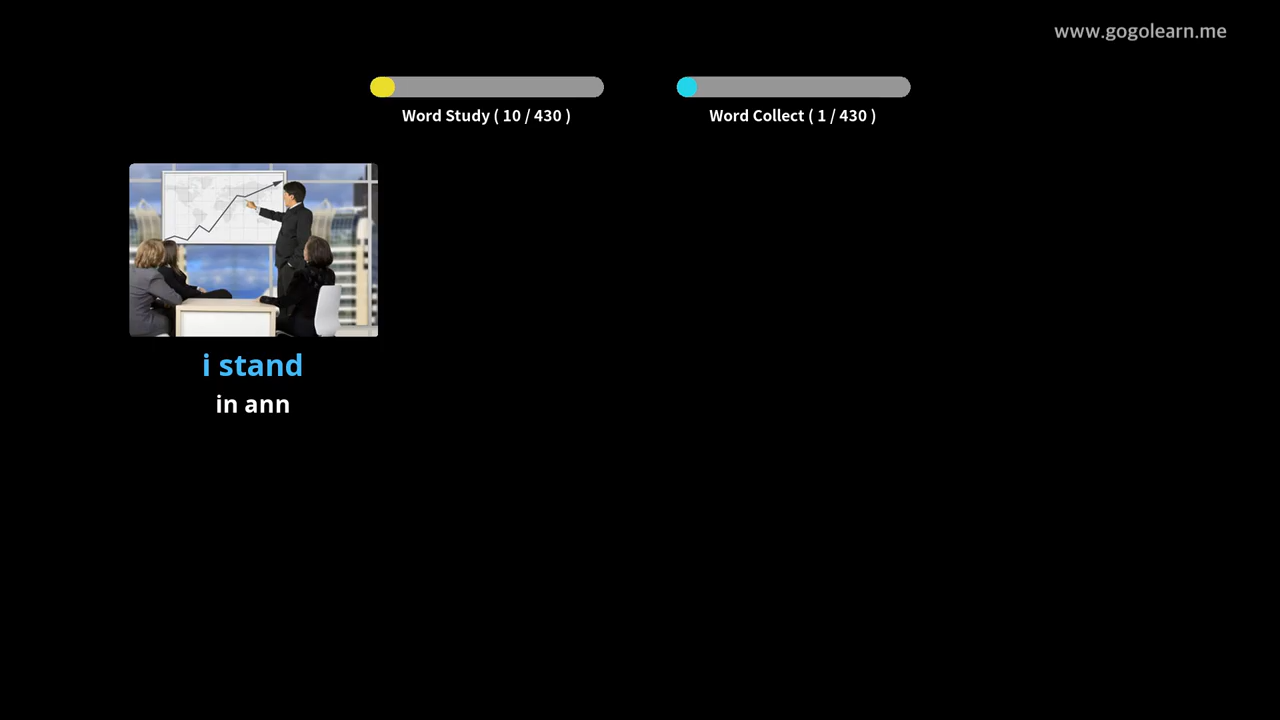 www.gogolearn.me
Word Study ( 10 / 430 )
Word Collect ( 1 / 430 )
i stand
in ann